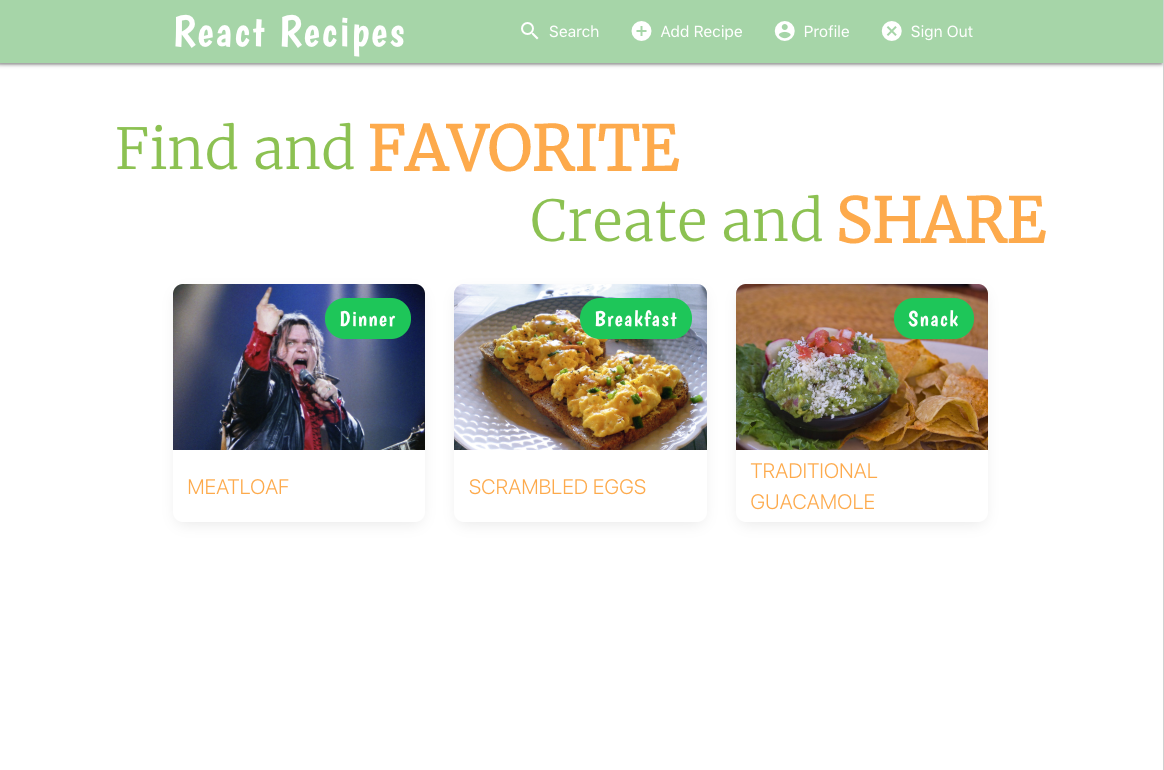 React Recipes
Search
Add Recipe
Profile
Sign Out
Find and FAVORITE
Create and SHARE
Dinner
Breakfast
Snack
MEATLOAF
SCRAMBLED EGGS
TRADITIONAL
GUACAMOLE